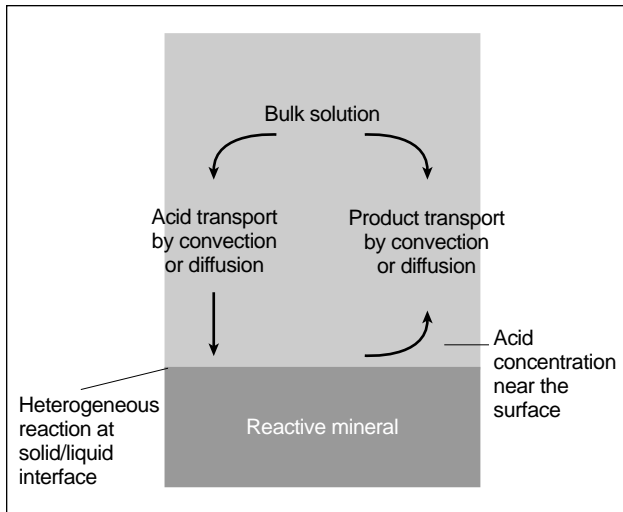 Bulk solution
Acid transport
by convection
or diffusion
Product transport
by convection
or diffusion
Acid
concentration
near the
surface
Heterogeneous
reaction at
solid/liquid
interface
Reactive mineral